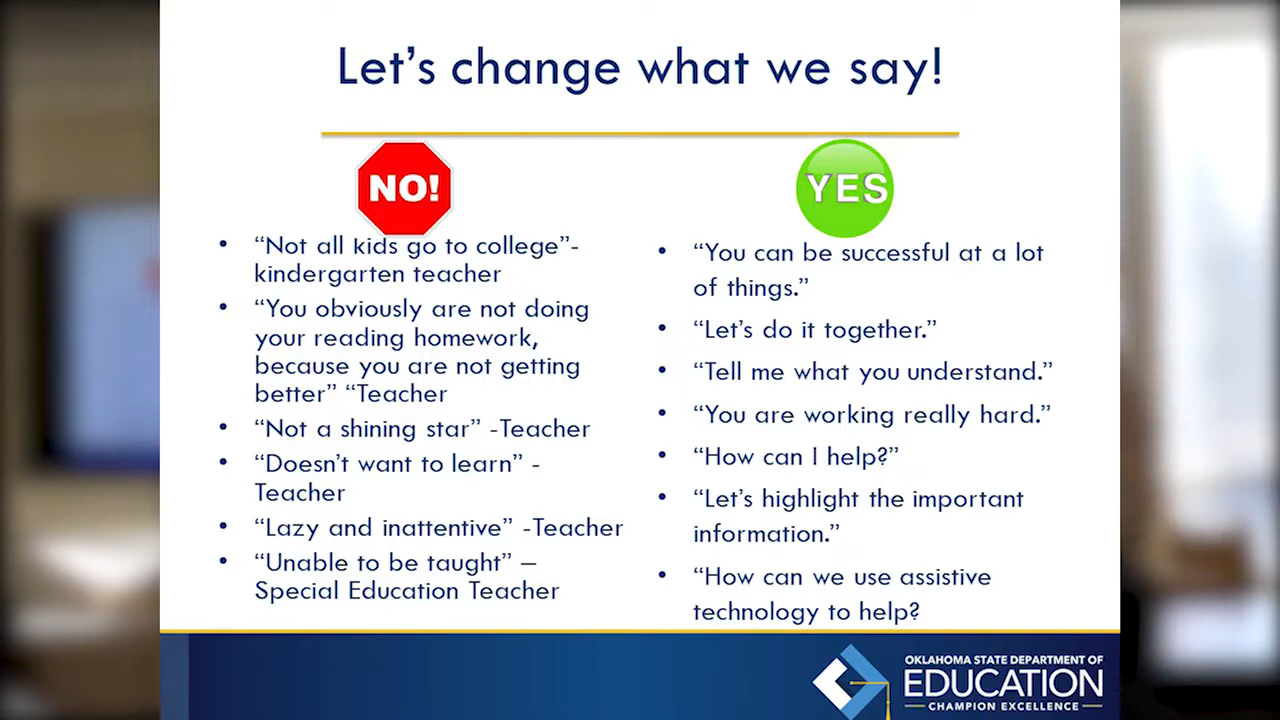 Let's change what we say!
NO!
“Not all kids go to college”-
kindergarten teacher
“You obviously are not doing
your reading homework,
because you are not getting
better” “Teacher
“Not a shining star” -Teacher
“Doesn't want to learn” -
Teacher
“Lazy and inattentive” -Teacher
“Unable to be taught” –
Special Education Teacher
YES
“You can be successful at a lot
of things.”
“Let's do it together.”
“Tell me what you understand.”
“You are working really hard.”
“How can I help?”
“Let's highlight the important
information.”
“How can we use assistive
technology to help?
OKLAHOMA STATE DEPARTMENT OF
EDUCATION
CHAMPION EXCELLENCE